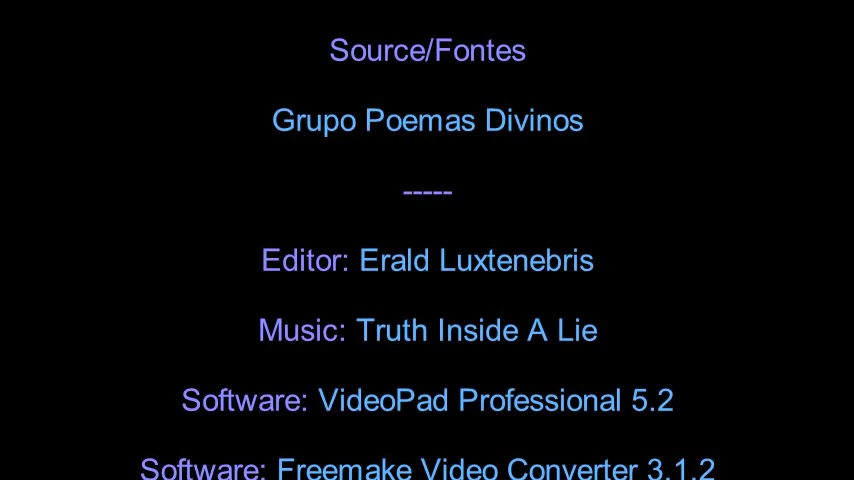 Source/Fontes
Grupo Poemas Divinos
-----
Editor: Erald Luxtenebris
Music: Truth Inside A Lie
Software: VideoPad Professional 5.2
Software: Freemake Video Converter 3.1.2